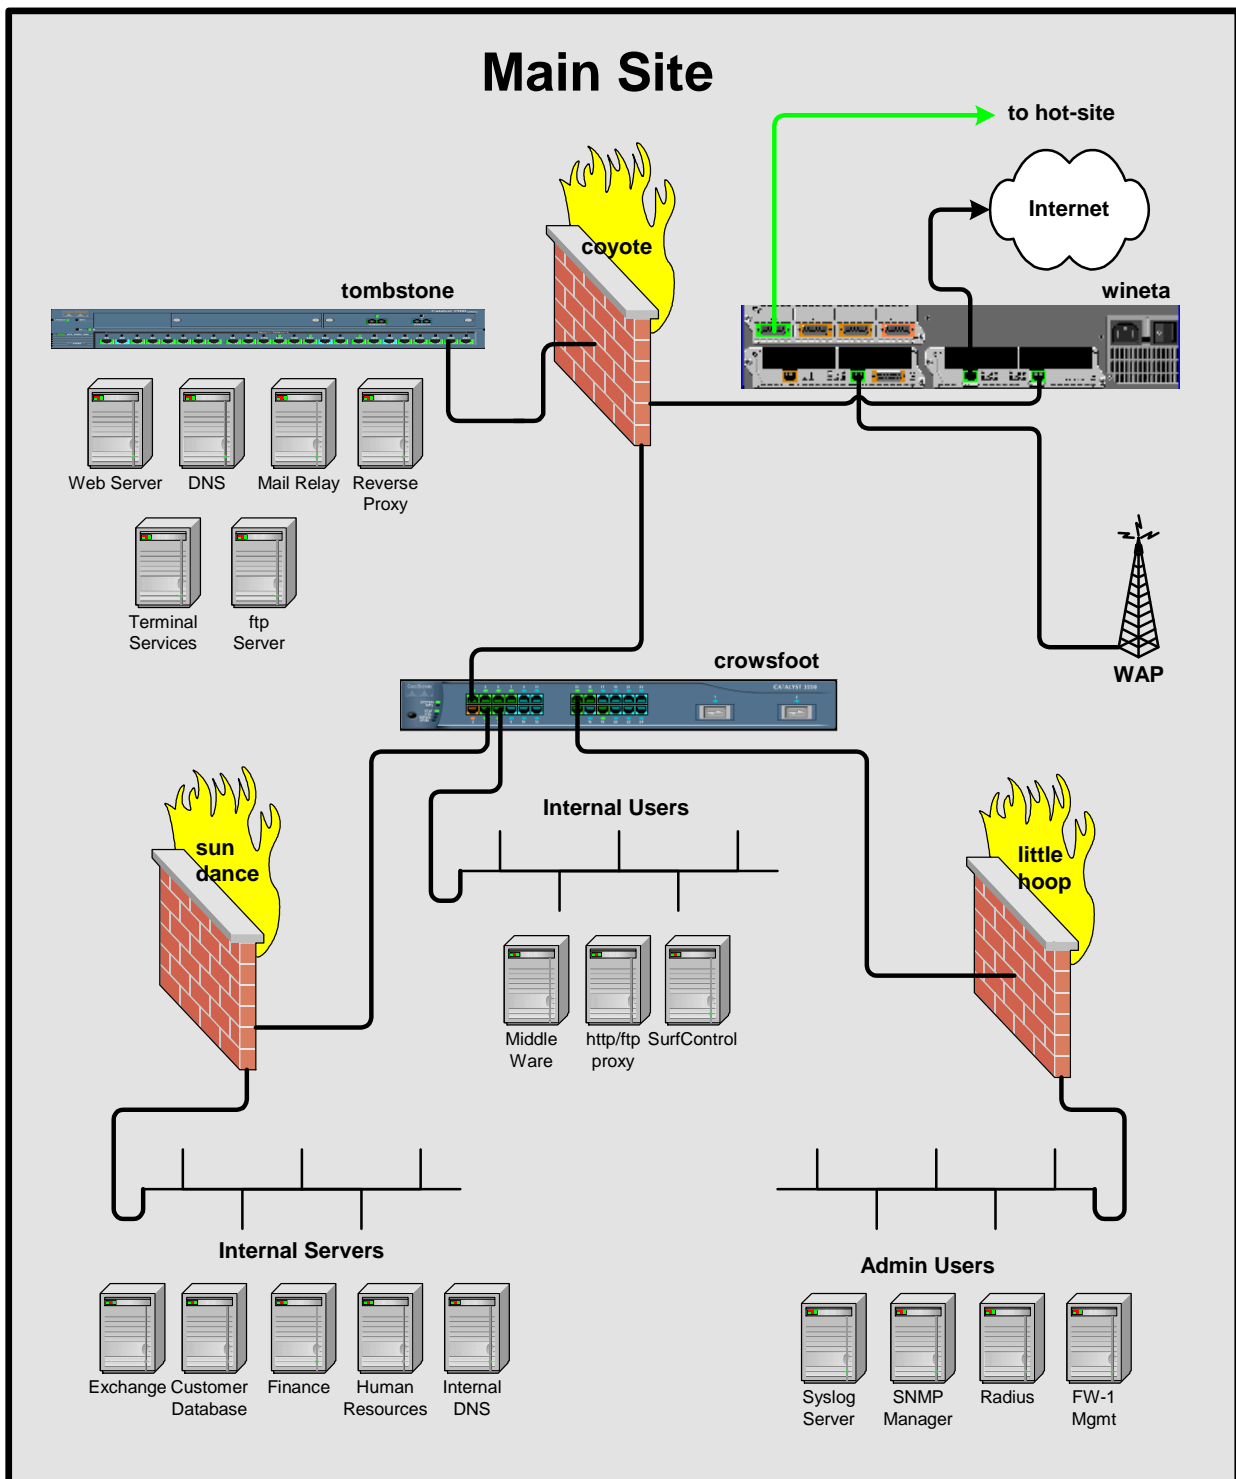 Main Site
to hot-site
Internet
coyote
wineta
tombstone
Web Server
DNS
Mail Relay
Reverse
Proxy
Terminal
Services
ftp
Server
WAP
crowsfoot
CATALYST 3550
Internal Users
sun
dance
little
hoop
Middle
Ware
http/ftp
proxy
SurfControl
Internal Servers
Admin Users
Exchange
Customer
Database
Finance
Human
Resources
Internal
DNS
Syslog
Server
SNMP
Manager
Radius
FW-1
Mgmt